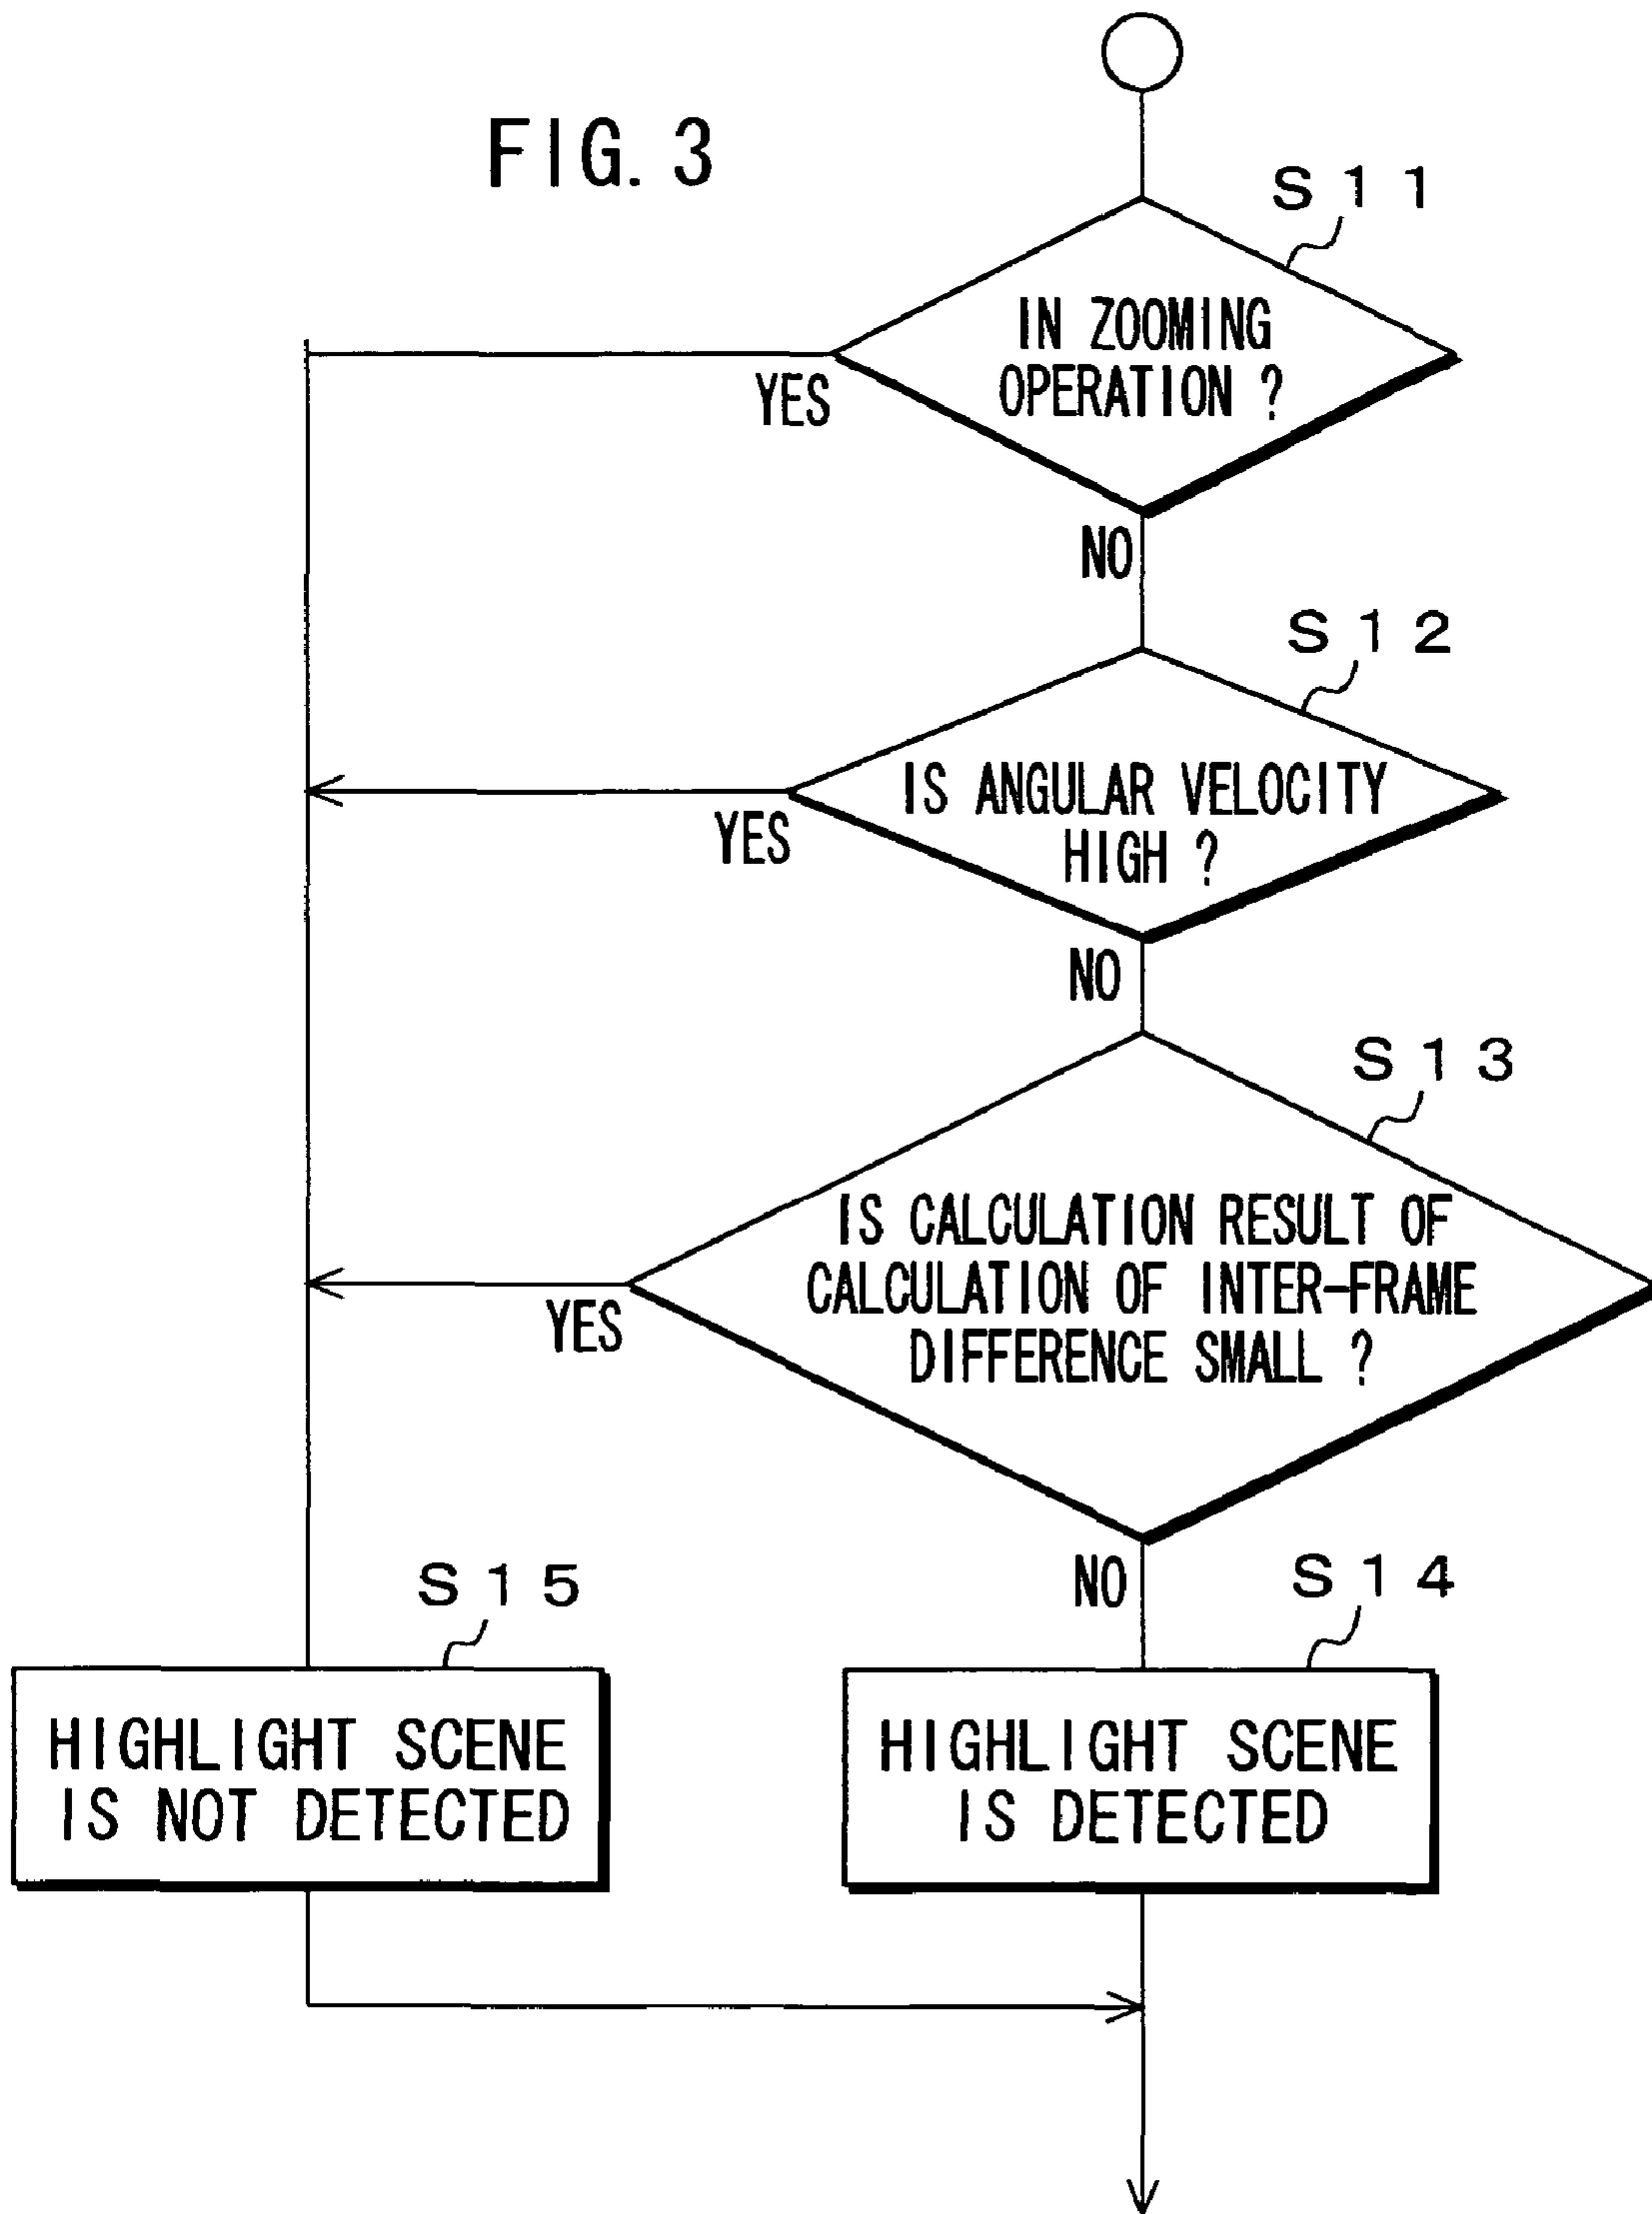 FIG. 3
S11
IN ZOOMING
OPERATION ?
YES
NO
S12
IS ANGULAR VELOCITY
HIGH ?
YES
NO
S13
IS CALCULATION RESULT OF
CALCULATION OF INTER-FRAME
DIFFERENCE SMALL ?
YES
NO
S15
S14
HIGHLIGHT SCENE
IS NOT DETECTED
HIGHLIGHT SCENE
IS DETECTED